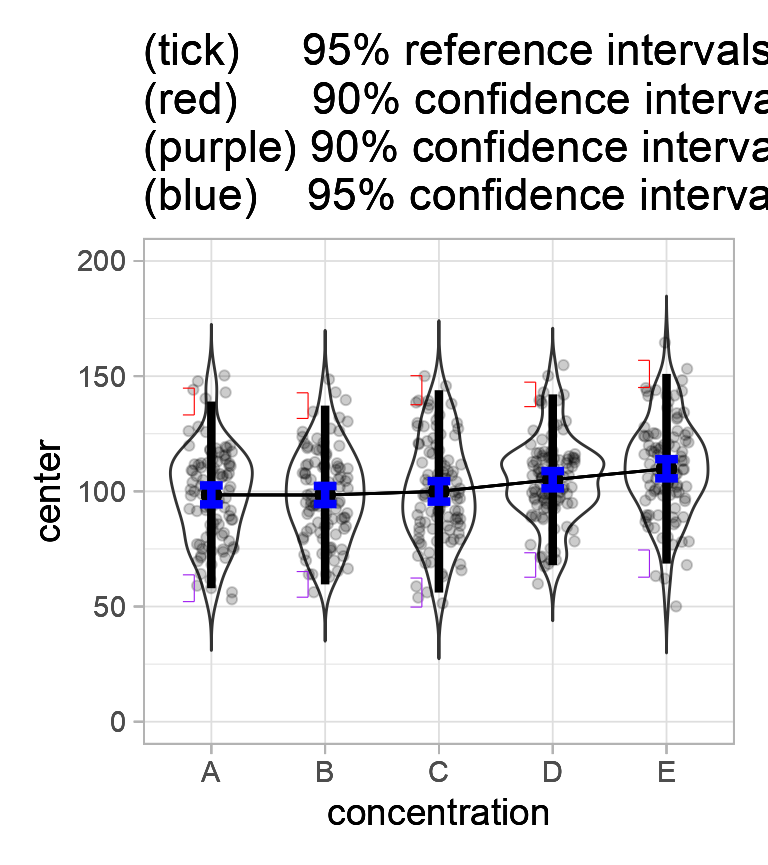 (tick) 95% reference intervals
(red) 90% confidence interva
(purple) 90% confidence interva
(blue) 95% confidence interva
200
150
100
50
0
center
A B C D E
concentration